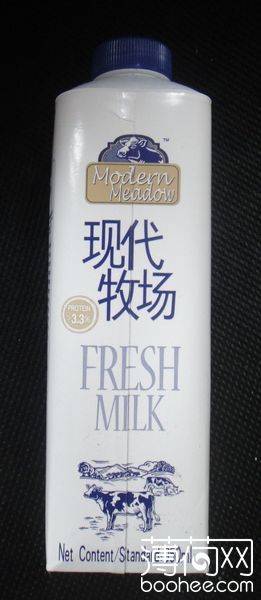 TM
Modern
Meadow
现代
牧场
PROTEIN
3.3%
FRESH
MILK
Net Content/Standard
薄荷网
boohee.com